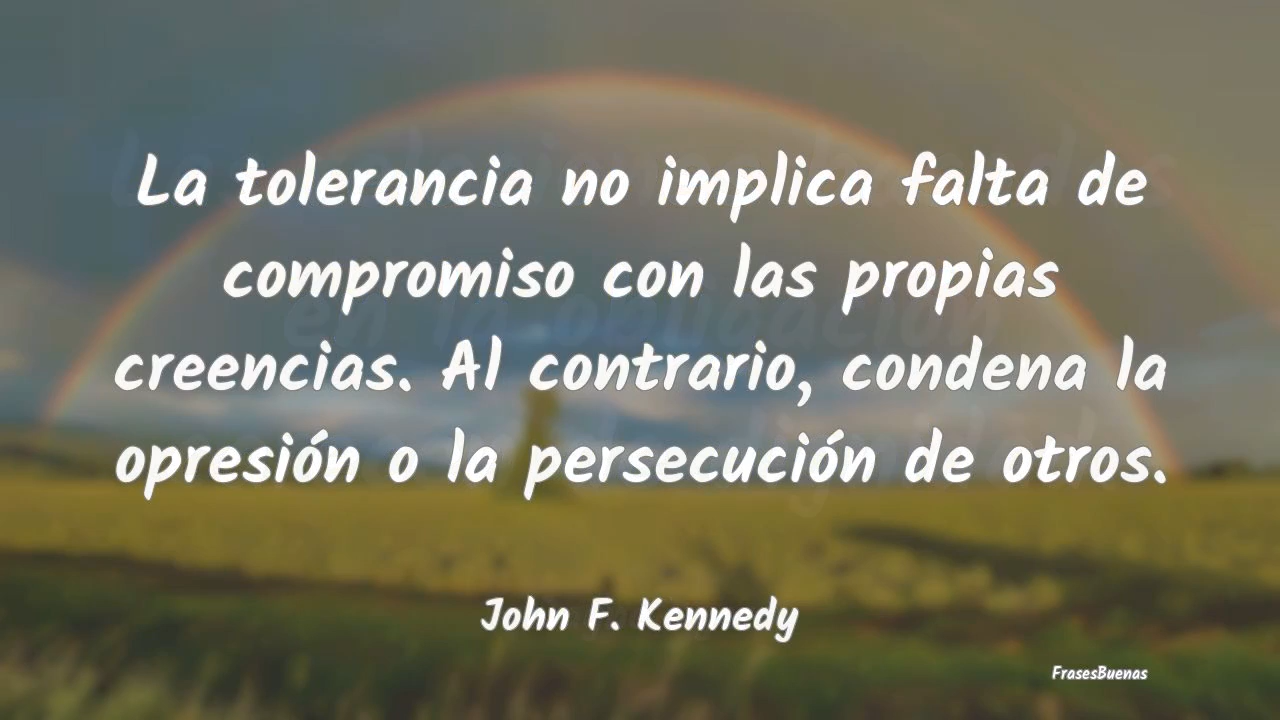 La tolerancia no implica falta de
compromiso con las propias
creencias. Al contrario, condena la
opresión o la persecución de otros.
John F. Kennedy
FrasesBuenas